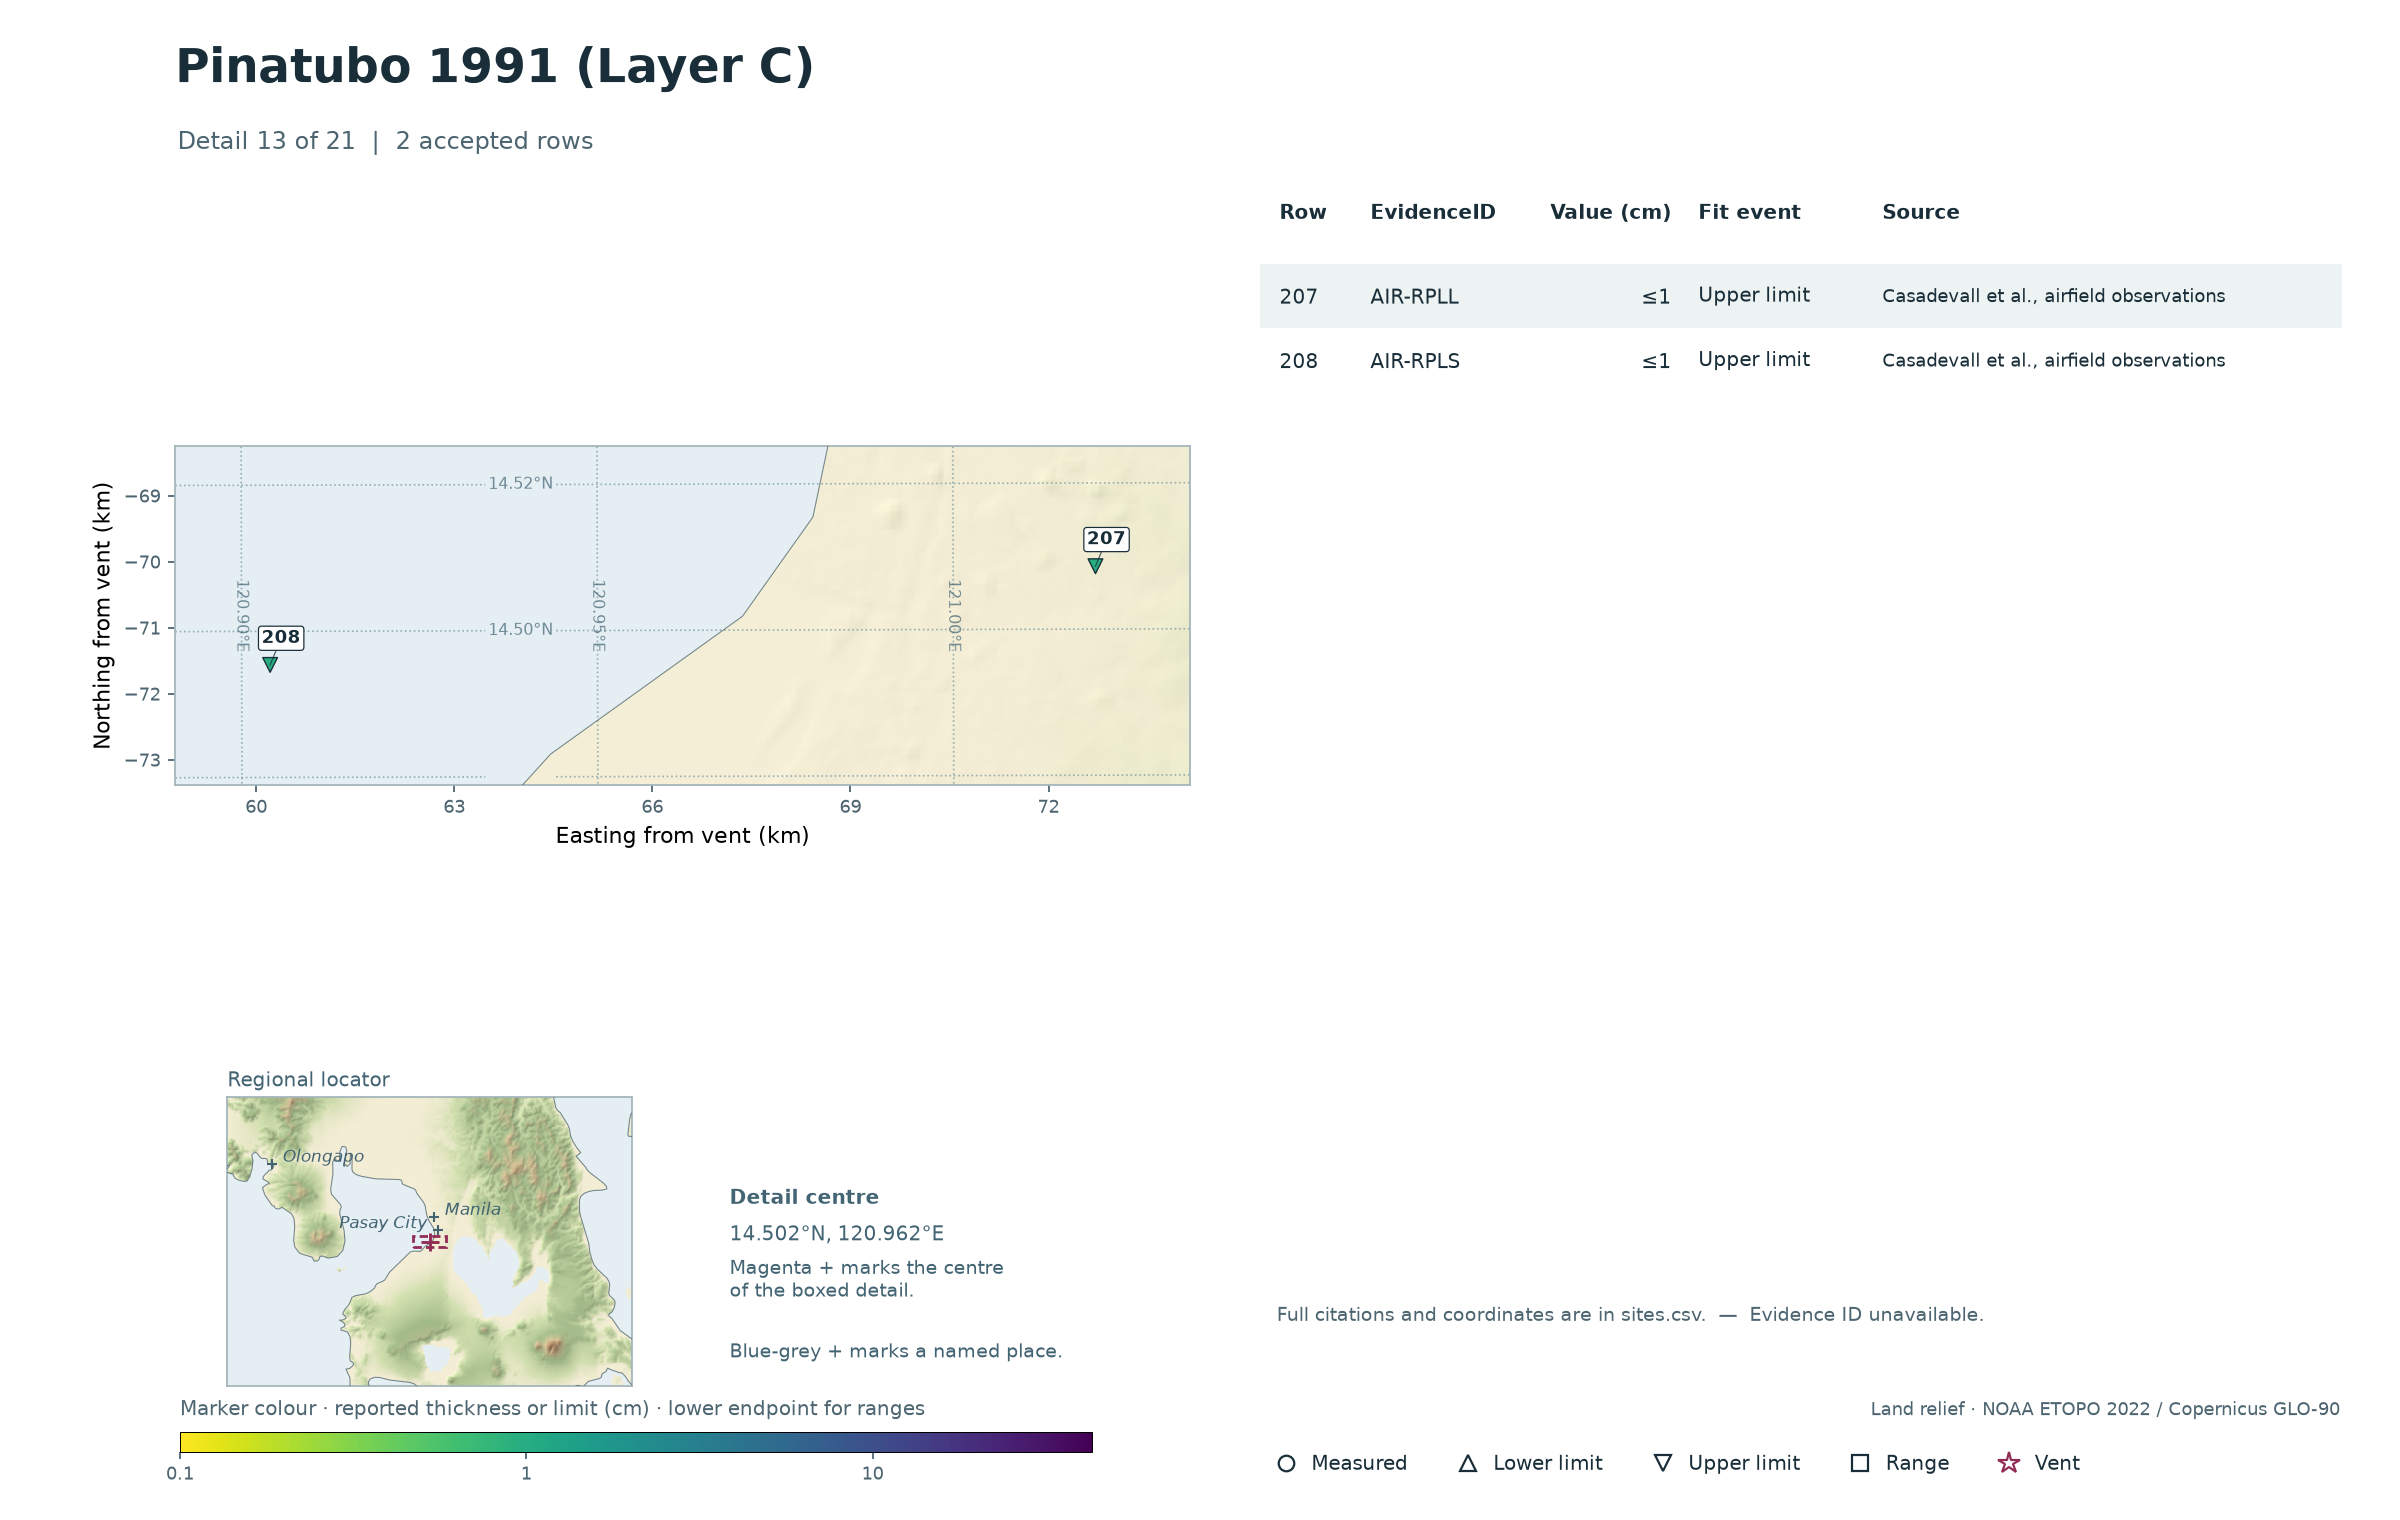 Pinatubo 1991 (Layer C)
Detail 13 of 21 | 2 accepted rows
Row EvidenceID Value (cm) Fit event Source
207 AIR-RPLL ≤1 Upper limit Casadevall et al., airfield observations
208 AIR-RPLS ≤1 Upper limit Casadevall et al., airfield observations
Northing from vent (km)
−69
−70
−71
−72
−73
14.52°N
14.50°N
120.90°E
120.95°E
121.00°E
207
208
60 63 66 69 72
Easting from vent (km)
Regional locator
Olongapo
Manila
Pasay City
Detail centre
14.502°N, 120.962°E
Magenta + marks the centre
of the boxed detail.
Blue-grey + marks a named place.
Full citations and coordinates are in sites.csv. — Evidence ID unavailable.
Marker colour · reported thickness or limit (cm) · lower endpoint for ranges
0.1 1 10
Land relief · NOAA ETOPO 2022 / Copernicus GLO-90
Measured Lower limit Upper limit Range Vent